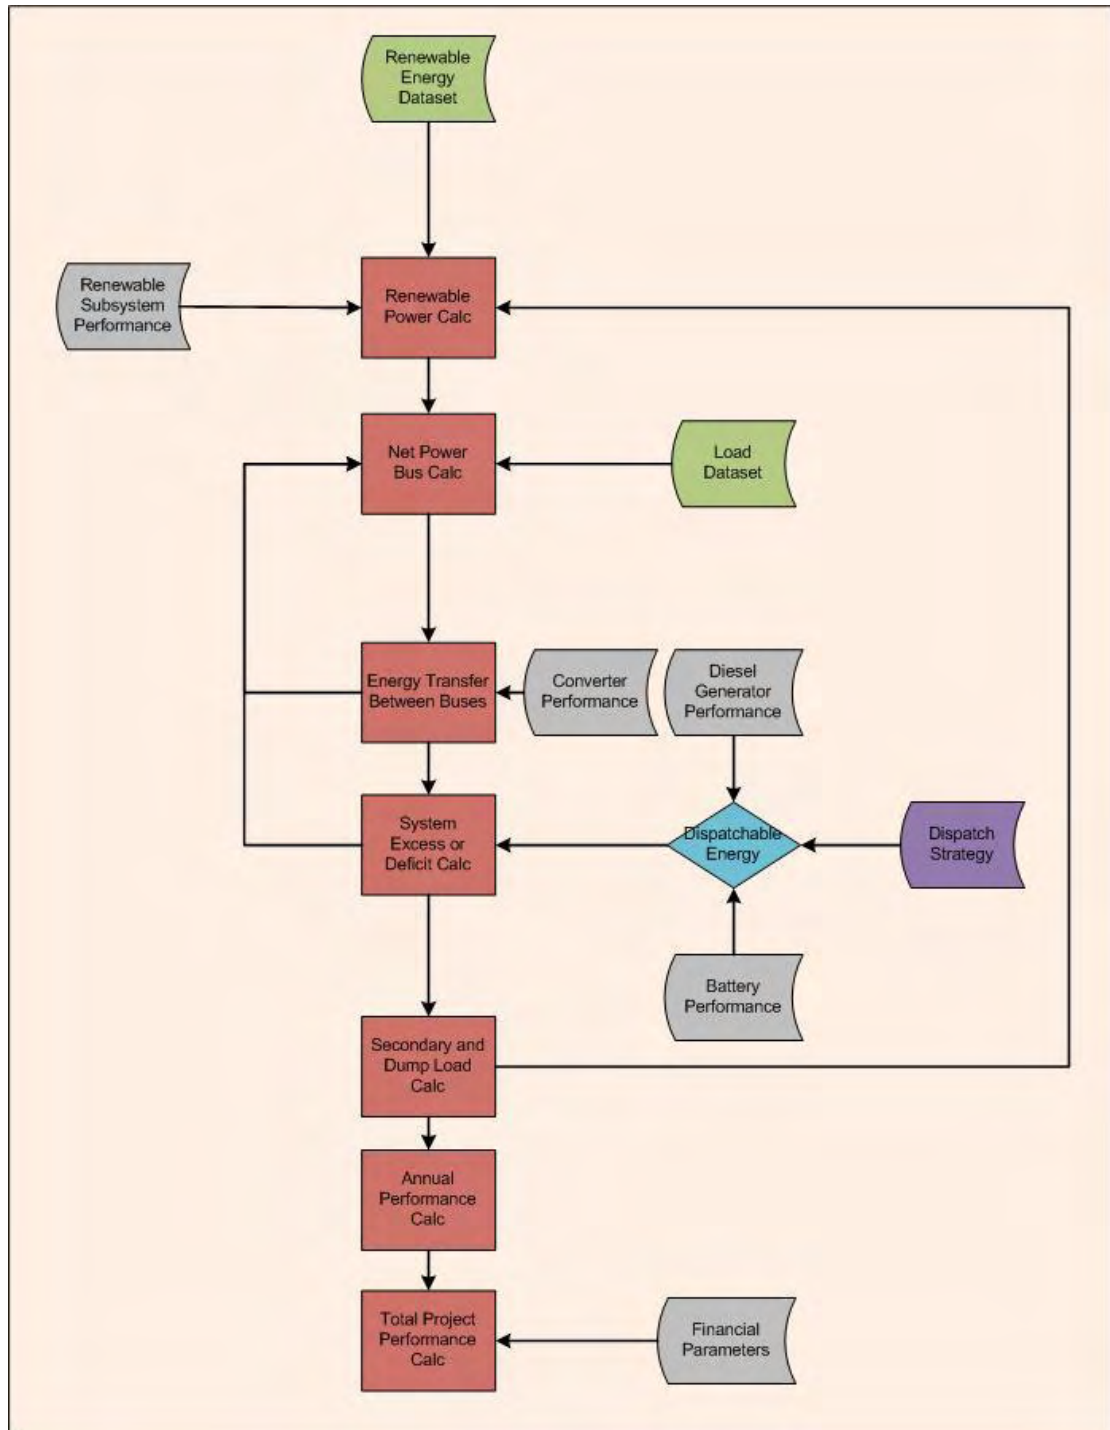 Renewable
Energy
Dataset
Renewable
Subsystem
Performance
Renewable
Power Calc
Net Power
Bus Calc
Load
Dataset
Energy Transfer
Between Buses
Converter
Performance
Diesel
Generator
Performance
System
Excess or
Deficit Calc
Dispatchable
Energy
Dispatch
Strategy
Battery
Performance
Secondary and
Dump Load
Calc
Annual
Performance
Calc
Total Project
Performance
Calc
Financial
Parameters